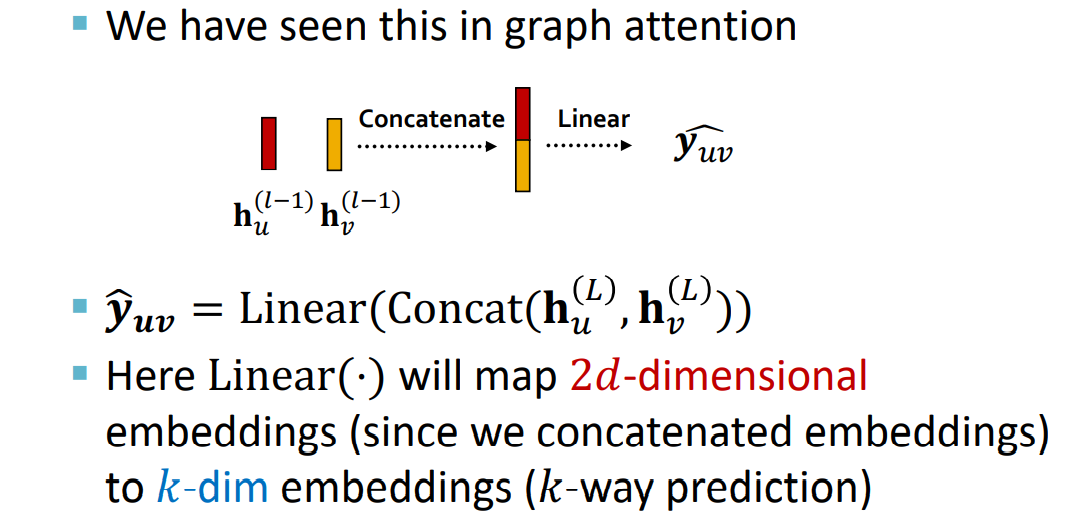 ▪ We have seen this in graph attention
Concatenate Linear
$\widehat{\boldsymbol{y}_{uv}}$
$\mathbf{h}_u^{(l-1)}$ $\mathbf{h}_v^{(l-1)}$
▪ $\widehat{\boldsymbol{y}}_{\boldsymbol{uv}} = \text{Linear}(\text{Concat}(\mathbf{h}_u^{(L)}, \mathbf{h}_v^{(L)}))$
▪ Here Linear(·) will map 2d-dimensional
embeddings (since we concatenated embeddings)
to k-dim embeddings (k-way prediction)